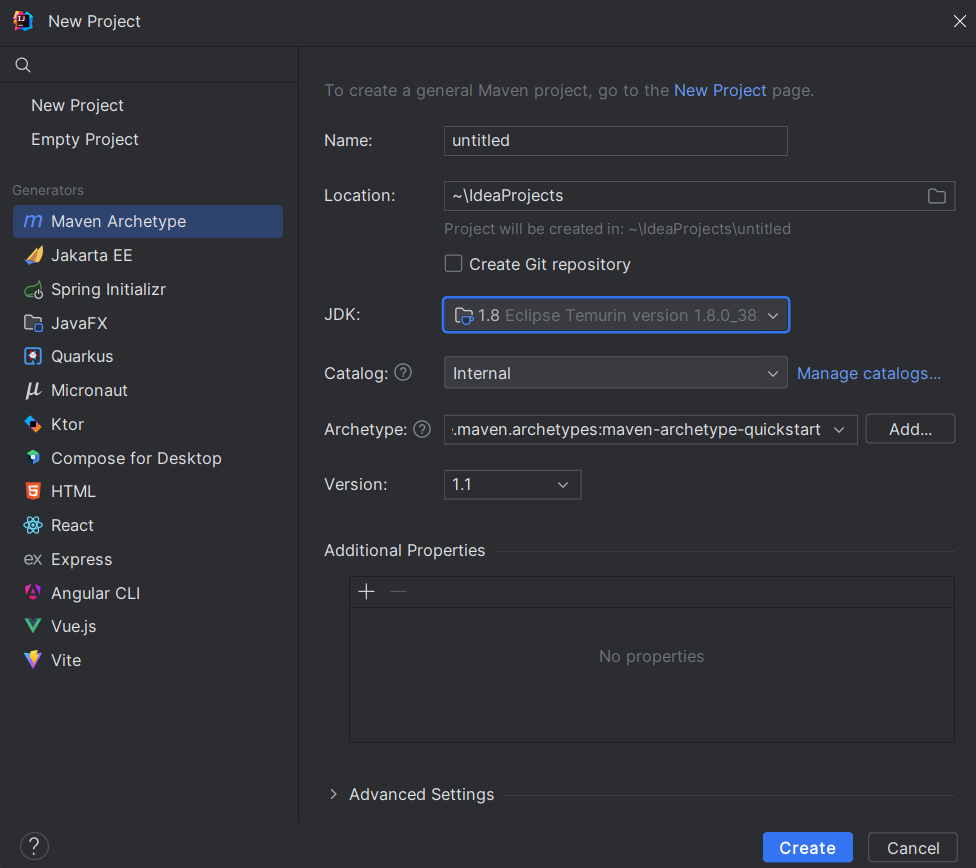 New Project
New Project
Empty Project
Generators
Maven Archetype
Jakarta EE
Spring Initializr
JavaFX
Quarkus
Micronaut
Ktor
Compose for Desktop
HTML
React
Express
Angular CLI
Vue.js
Vite
To create a general Maven project, go to the New Project page.
Name: untitled
Location: ~\IdeaProjects
Project will be created in: ~\IdeaProjects\untitled
Create Git repository
JDK: 1.8 Eclipse Temurin version 1.8.0_38
Catalog: ? Internal Manage catalogs...
Archetype: ? .maven.archetypes:maven-archetype-quickstart Add...
Version: 1.1
Additional Properties
No properties
Advanced Settings
? Create Cancel